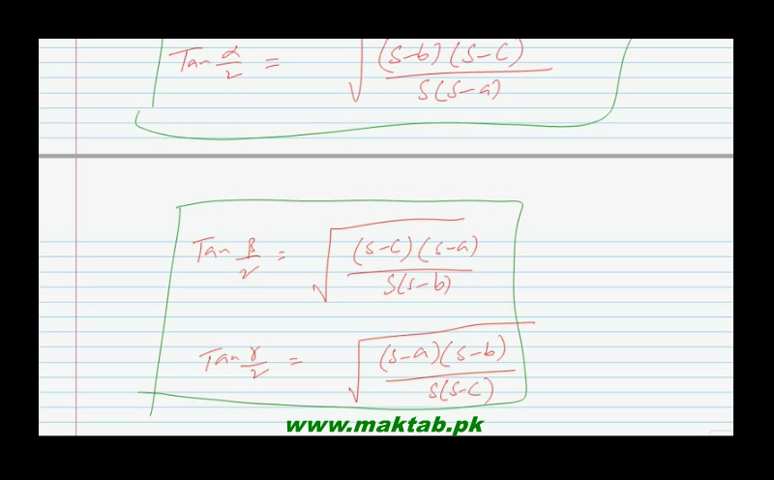 Tan α/2 = √((s-b)(s-c)/s(s-a))
Tan β/2 = √((s-c)(s-a)/s(s-b))
Tan γ/2 = √((s-a)(s-b)/s(s-c))
www.maktab.pk